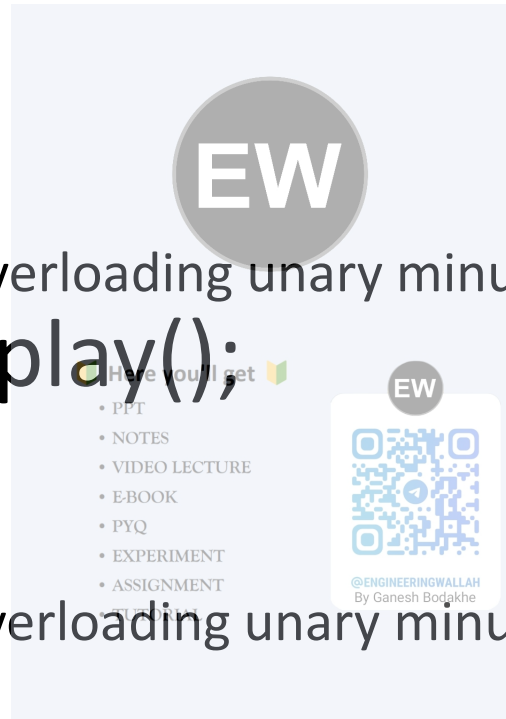 EW
verloading unary minu
play();
Here you'll get
• PPT
• NOTES
• VIDEO LECTURE
• E-BOOK
• PYQ
• EXPERIMENT
• ASSIGNMENT
• TUTORIAL
EW
@ENGINEERINGWALLAH
By Ganesh Bodakhe
verloading unary minu